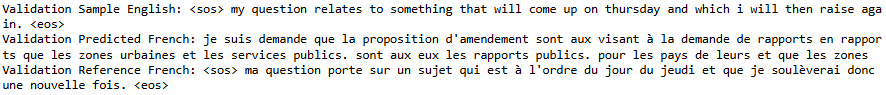 Validation Sample English: <sos> my question relates to something that will come up on thursday and which i will then raise aga
in. <eos>
Validation Predicted French: je suis demande que la proposition d'amendement sont aux visant à la demande de rapports en rappor
ts que les zones urbaines et les services publics. sont aux eux les rapports publics. pour les pays de leurs et que les zones
Validation Reference French: <sos> ma question porte sur un sujet qui est à l'ordre du jour du jeudi et que je soulèverai donc
une nouvelle fois. <eos>